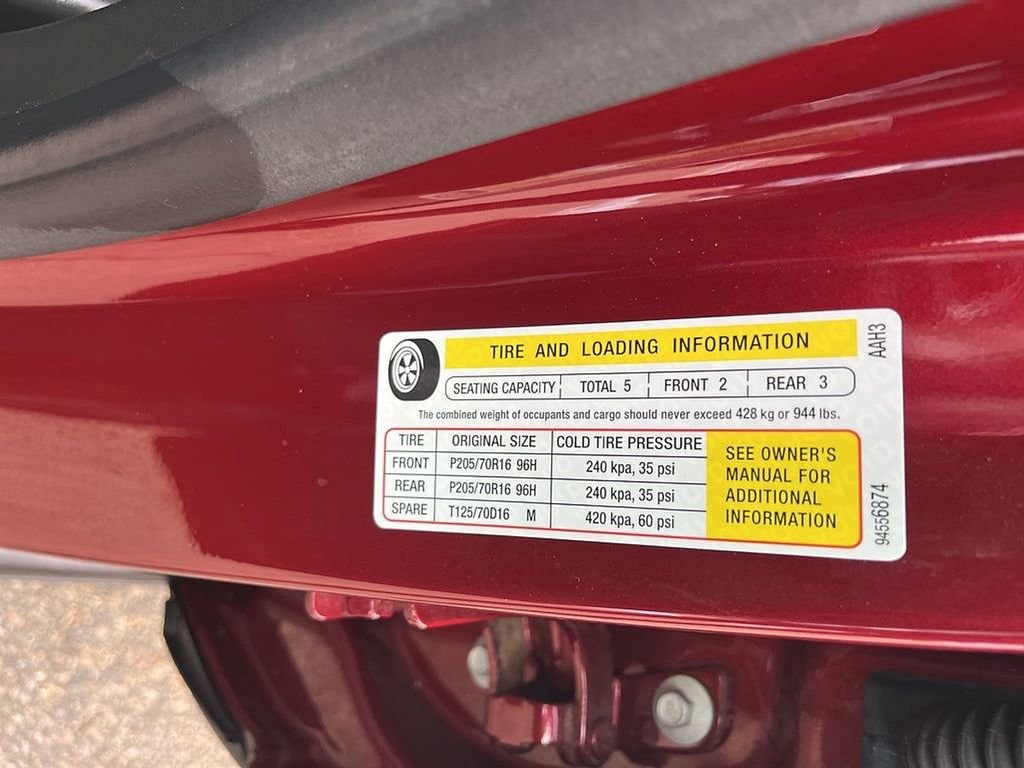 TIRE AND LOADING INFORMATION
SEATING CAPACITY TOTAL 5 FRONT 2 REAR 3
The combined weight of occupants and cargo should never exceed 428 kg or 944 lbs.
TIRE ORIGINAL SIZE COLD TIRE PRESSURE
FRONT P205/70R16 96H 240 kpa, 35 psi
REAR P205/70R16 96H 240 kpa, 35 psi
SPARE T125/70D16 M 420 kpa, 60 psi
SEE OWNER'S
MANUAL FOR
ADDITIONAL
INFORMATION
AAH3
94556874